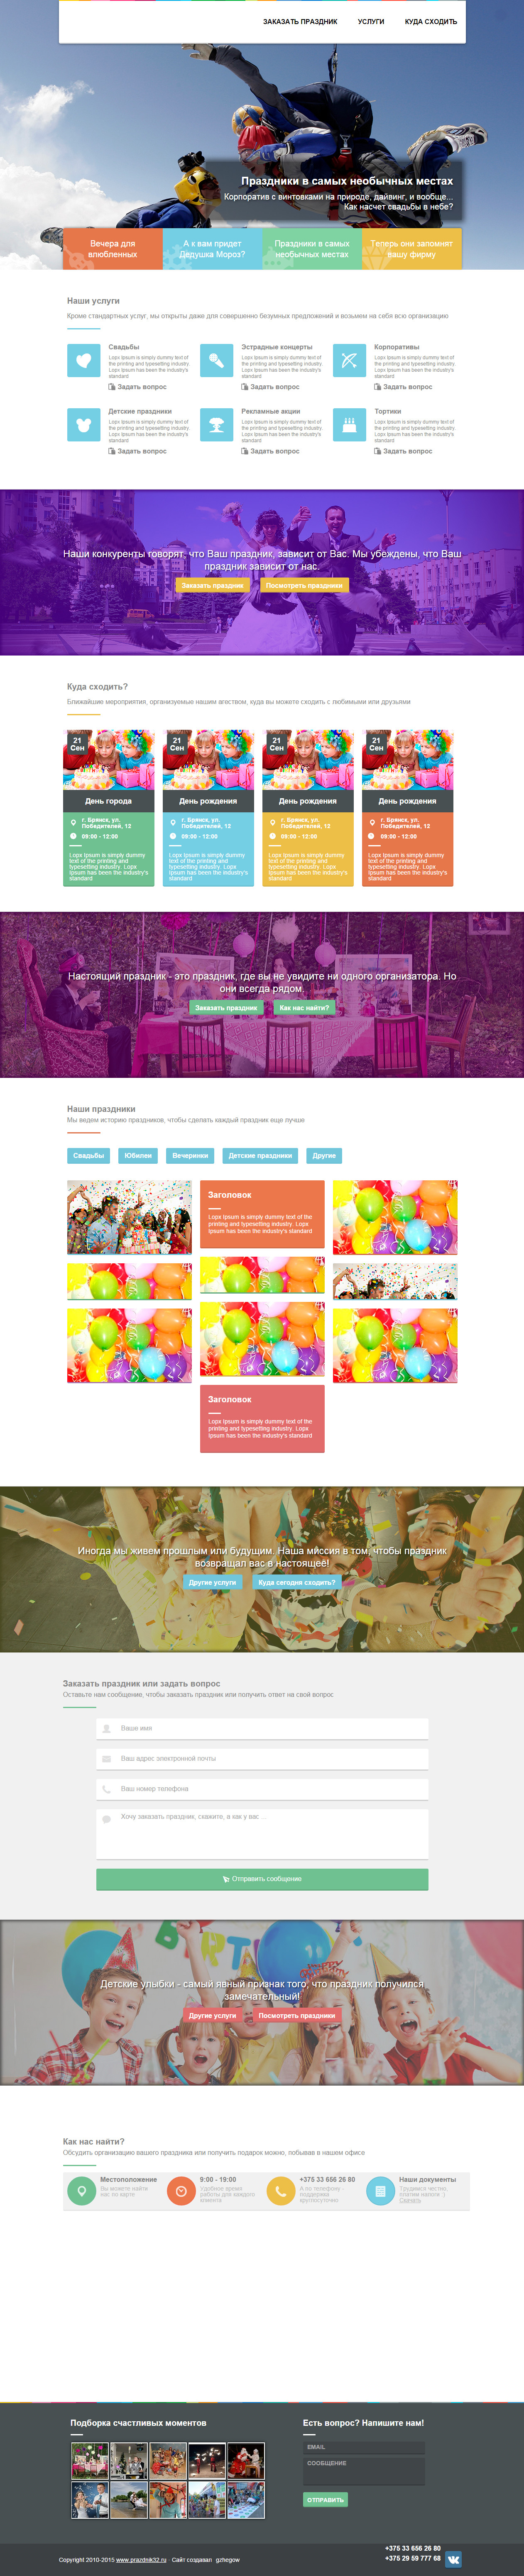 ЗАКАЗАТЬ ПРАЗДНИК УСЛУГИ КУДА СХОДИТЬ
Праздники в самых необычных местах
Корпоратив с винтовками на природе, дайвинг, и вообще...
Как насчет свадьбы в небе?
Вечера для
влюбленных
А к вам придет
Дедушка Мороз?
Праздники в самых
необычных местах
Теперь они запомнят
вашу фирму
Наши услуги
Кроме стандартных услуг, мы открыты даже для совершенно безумных предложений и возьмем на себя всю организацию
Свадьбы
Lopx Ipsum is simply dummy text of
the printing and typesetting industry.
Lopx Ipsum has been the industry's
standard
Задать вопрос
Эстрадные концерты
Lopx Ipsum is simply dummy text of
the printing and typesetting industry.
Lopx Ipsum has been the industry's
standard
Задать вопрос
Корпоративы
Lopx Ipsum is simply dummy text of
the printing and typesetting industry.
Lopx Ipsum has been the industry's
standard
Задать вопрос
Детские праздники
Lopx Ipsum is simply dummy text of
the printing and typesetting industry.
Lopx Ipsum has been the industry's
standard
Задать вопрос
Рекламные акции
Lopx Ipsum is simply dummy text of
the printing and typesetting industry.
Lopx Ipsum has been the industry's
standard
Задать вопрос
Тортики
Lopx Ipsum is simply dummy text of
the printing and typesetting industry.
Lopx Ipsum has been the industry's
standard
Задать вопрос
Наши конкуренты говорят, что Ваш праздник, зависит от Вас. Мы убеждены, что Ваш
праздник зависит от нас.
Заказать праздник Посмотреть праздники
Куда сходить?
Ближайшие мероприятия, организуемые нашим агеством, куда вы можете сходить с любимыми или друзьями
21
Сен
День города
г. Брянск, ул.
Победителей, 12
09:00 - 12:00
Lopx Ipsum is simply dummy
text of the printing and
typesetting industry. Lopx
Ipsum has been the industry's
standard
21
Сен
День рождения
г. Брянск, ул.
Победителей, 12
09:00 - 12:00
Lopx Ipsum is simply dummy
text of the printing and
typesetting industry. Lopx
Ipsum has been the industry's
standard
21
Сен
День рождения
г. Брянск, ул.
Победителей, 12
09:00 - 12:00
Lopx Ipsum is simply dummy
text of the printing and
typesetting industry. Lopx
Ipsum has been the industry's
standard
21
Сен
День рождения
г. Брянск, ул.
Победителей, 12
09:00 - 12:00
Lopx Ipsum is simply dummy
text of the printing and
typesetting industry. Lopx
Ipsum has been the industry's
standard
Настоящий праздник - это праздник, где вы не увидите ни одного организатора. Но
они всегда рядом.
Заказать праздник Как нас найти?
Наши праздники
Мы ведем историю праздников, чтобы сделать каждый праздник еще лучше
Свадьбы Юбилеи Вечеринки Детские праздники Другие
Заголовок
Lopx Ipsum is simply dummy text of the
printing and typesetting industry. Lopx
Ipsum has been the industry's standard
Заголовок
Lopx Ipsum is simply dummy text of the
printing and typesetting industry. Lopx
Ipsum has been the industry's standard
Иногда мы живем прошлым или будущим. Наша миссия в том, чтобы праздник
возвращал вас в настоящее!
Другие услуги Куда сегодня сходить?
Заказать праздник или задать вопрос
Оставьте нам сообщение, чтобы заказать праздник или получить ответ на свой вопрос
Ваше имя
Ваш адрес электронной почты
Ваш номер телефона
Хочу заказать праздник, скажите, а как у вас ...
Отправить сообщение
Детские улыбки - самый явный признак того, что праздник получился
замечательный!
Другие услуги Посмотреть праздники
Как нас найти?
Обсудить организацию вашего праздника или получить подарок можно, побывав в нашем офисе
Местоположение
Вы можете найти
нас по карте
9:00 - 19:00
Удобное время
работы для каждого
клиента
+375 33 656 26 80
А по телефону -
поддержка
круглосуточно
Наши документы
Трудимся честно,
платим налоги ;)
Скачать
Подборка счастливых моментов
Есть вопрос? Напишите нам!
EMAIL
СООБЩЕНИЕ
ОТПРАВИТЬ
Copyright 2010-2015 www.prazdnik32.ru · Сайт создавал gzhegow
+375 33 656 26 80
+375 29 59 777 68